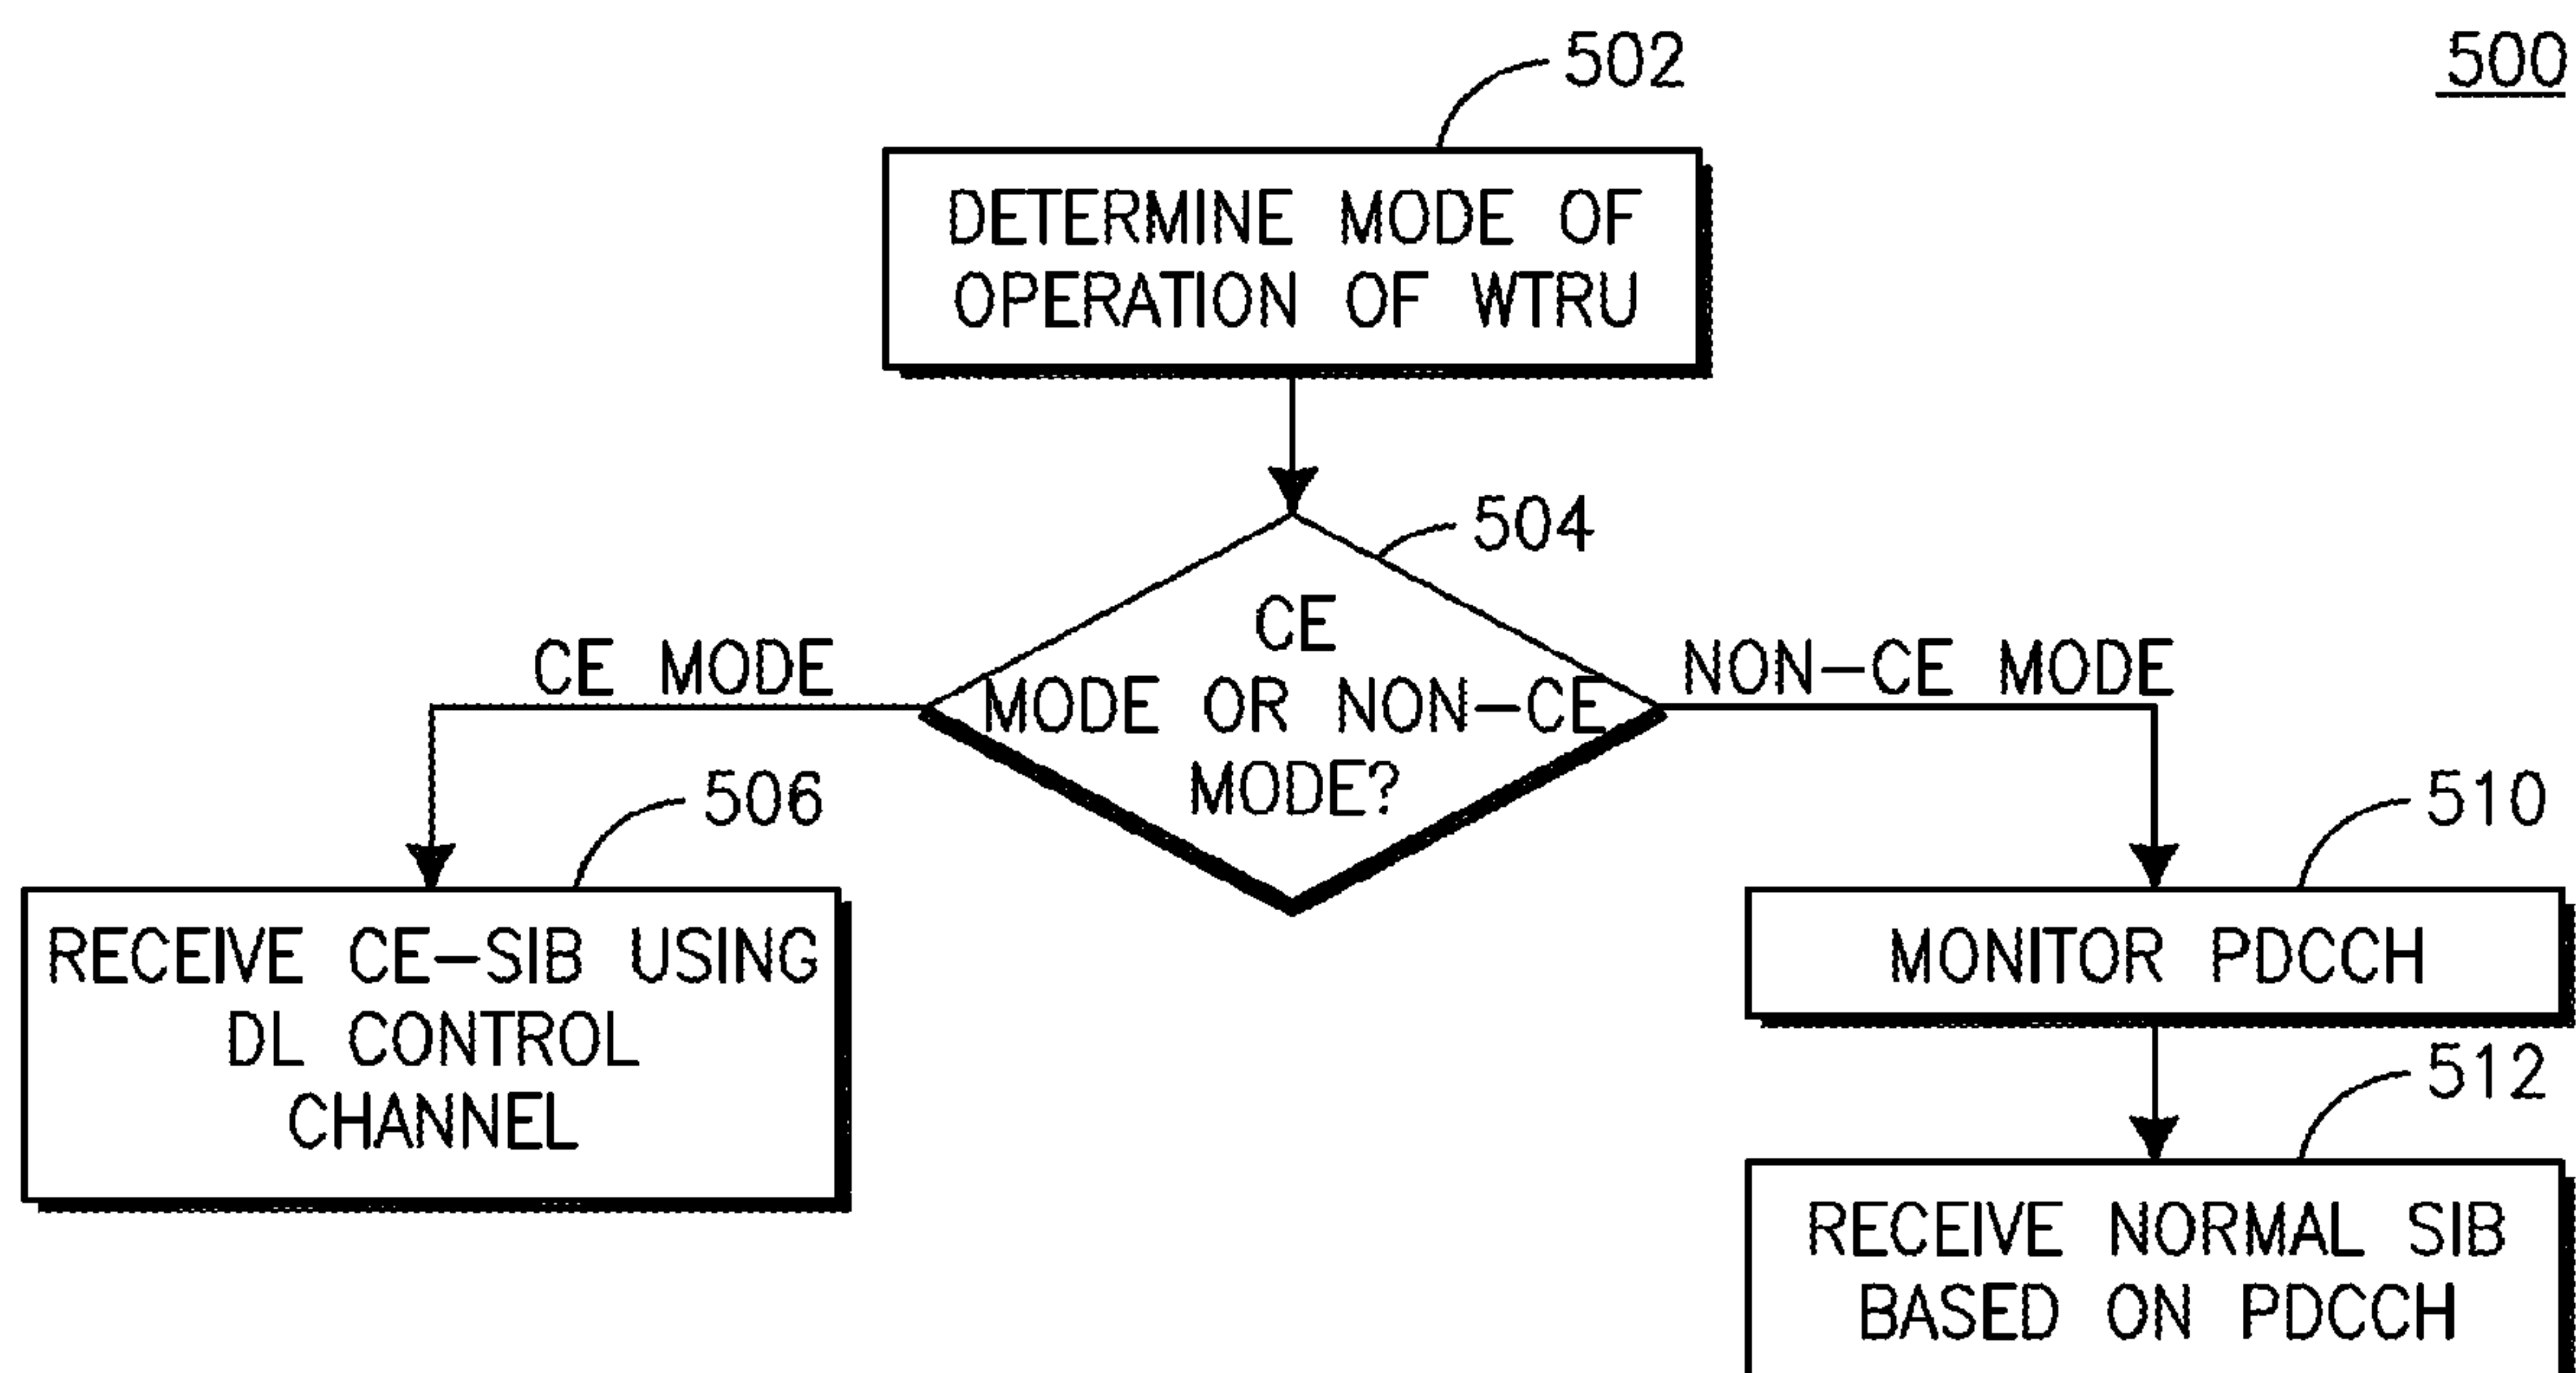 500
502
DETERMINE MODE OF
OPERATION OF WTRU
504
CE
MODE OR NON-CE
MODE?
CE MODE
NON-CE MODE
506
RECEIVE CE-SIB USING
DL CONTROL
CHANNEL
510
MONITOR PDCCH
512
RECEIVE NORMAL SIB
BASED ON PDCCH